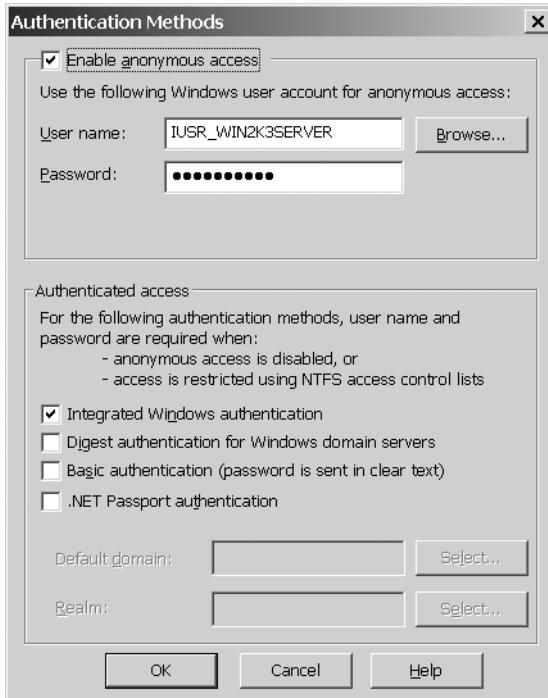 Authentication Methods
Enable anonymous access
Use the following Windows user account for anonymous access:
User name: IUSR_WIN2K3SERVER Browse...
Password: ●●●●●●●●●●
Authenticated access
For the following authentication methods, user name and
password are required when:
- anonymous access is disabled, or
- access is restricted using NTFS access control lists
Integrated Windows authentication
Digest authentication for Windows domain servers
Basic authentication (password is sent in clear text)
.NET Passport authentication
Default domain: Select...
Realm: Select...
OK Cancel Help